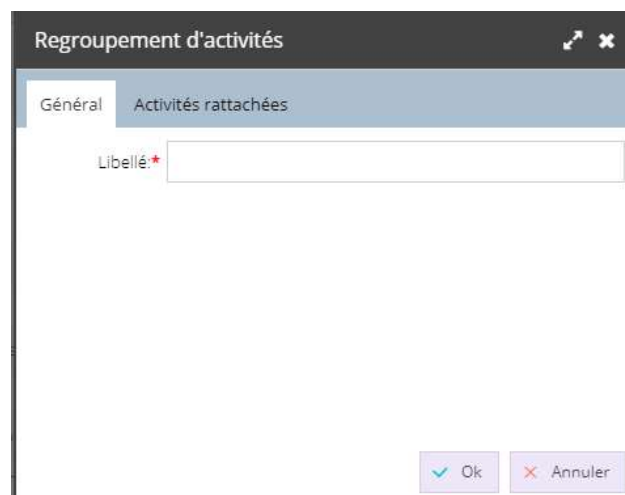 Regroupement d'activités
Général Activités rattachées
Libellé:*
Ok Annuler